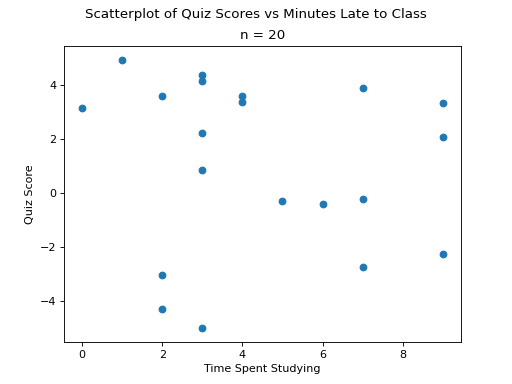 Scatterplot of Quiz Scores vs Minutes Late to Class
n = 20
4
2
0
−2
−4
Quiz Score
0 2 4 6 8
Time Spent Studying